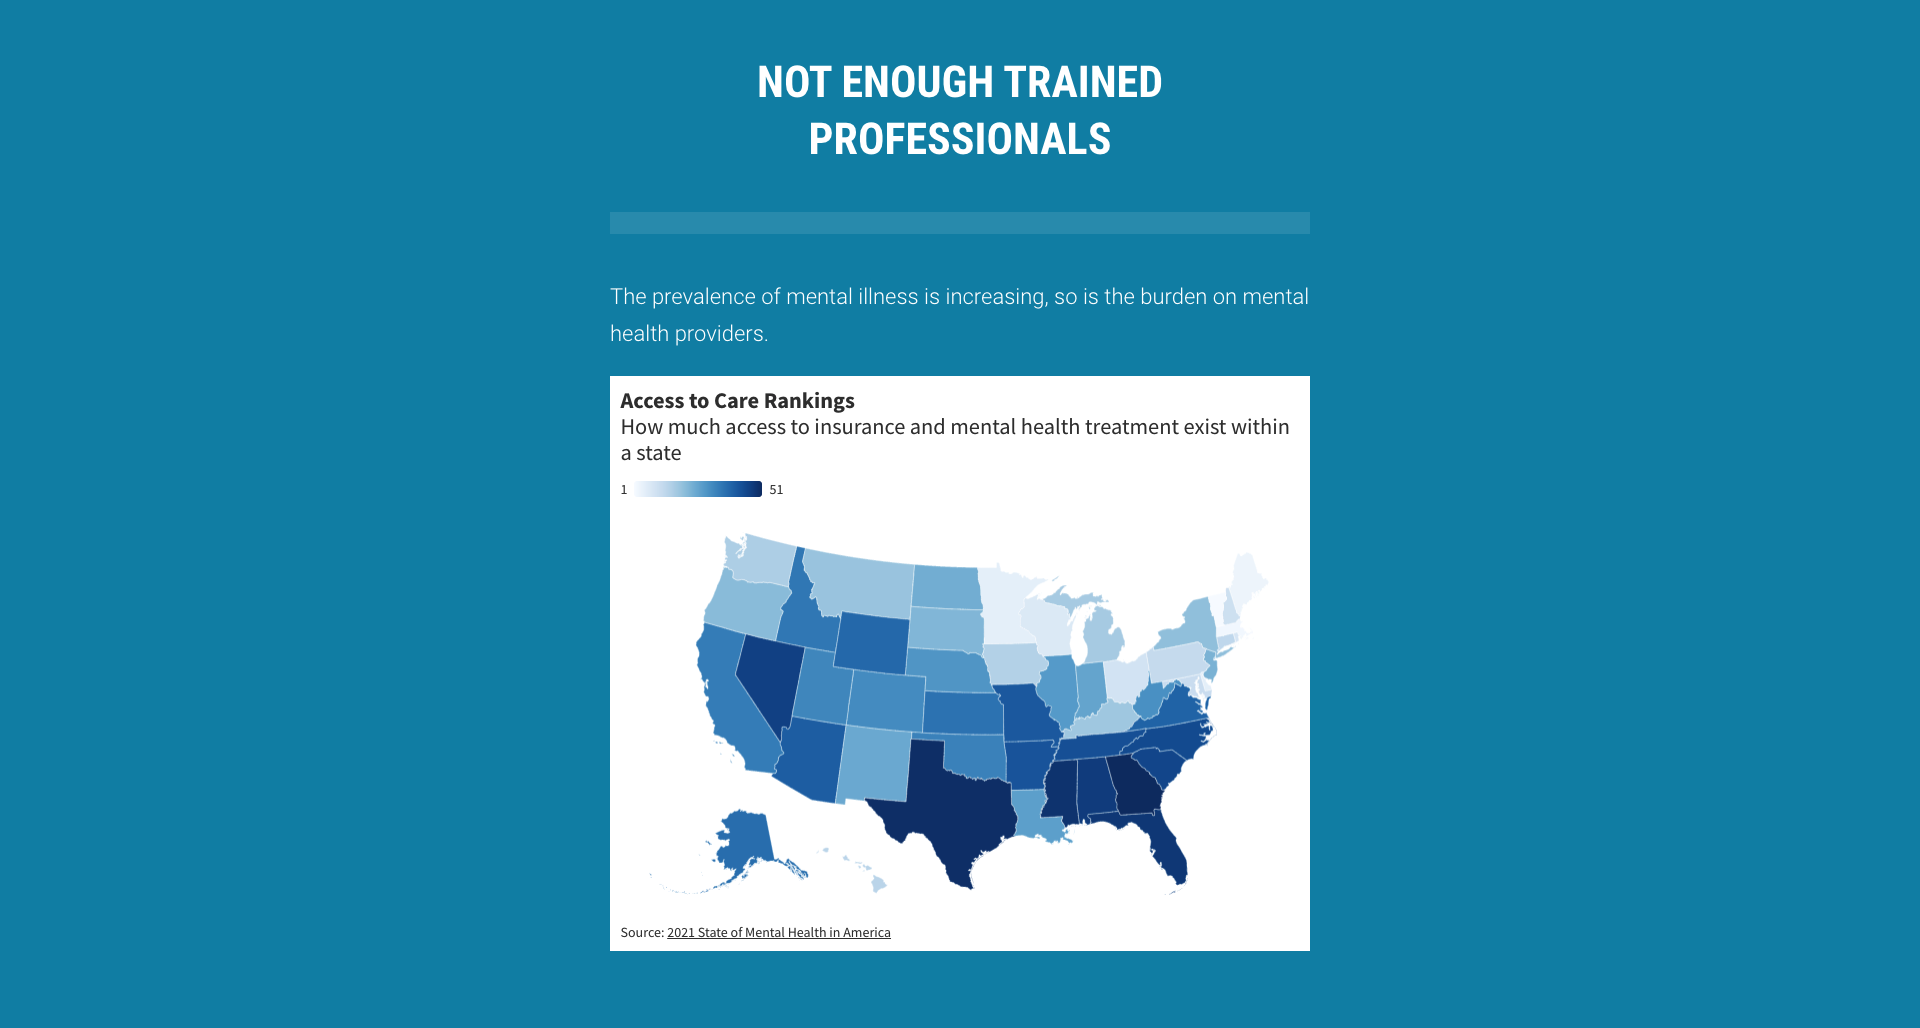 NOT ENOUGH TRAINED
PROFESSIONALS
The prevalence of mental illness is increasing, so is the burden on mental
health providers.
Access to Care Rankings
How much access to insurance and mental health treatment exist within
a state
1 51
Source: 2021 State of Mental Health in America